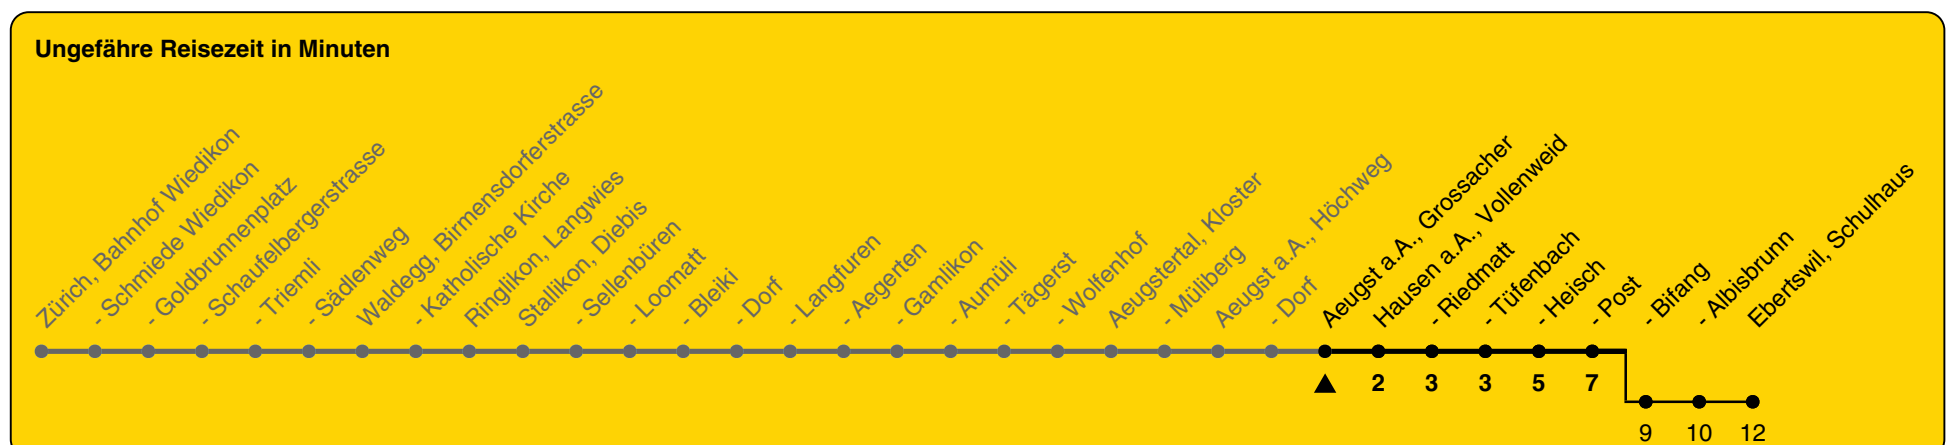 Ungefähre Reisezeit in Minuten
Zürich, Bahnhof Wiedikon
- Schmiede Wiedikon
- Goldbrunnenplatz
- Schaufelbergerstrasse
- Triemli
- Sädlenweg
Waldegg, Birmensdorferstrasse
- Katholische Kirche
Ringlikon, Langwies
Stallikon, Diebis
- Sellenbüren
- Loomatt
- Bleiki
- Dorf
- Langfuren
- Aegerten
- Gamlikon
- Aumüli
- Tägerst
- Wolfenhof
Aeugstertal, Kloster
- Müliberg
Aeugst a.A., Höchweg
- Dorf
Aeugst a.A., Grossacher
Hausen a.A., Vollenweid
- Riedmatt
- Tüfenbach
- Heisch
- Post
- Bifang
- Albisbrunn
Ebertswil, Schulhaus
2 3 3 5 7
9 10 12